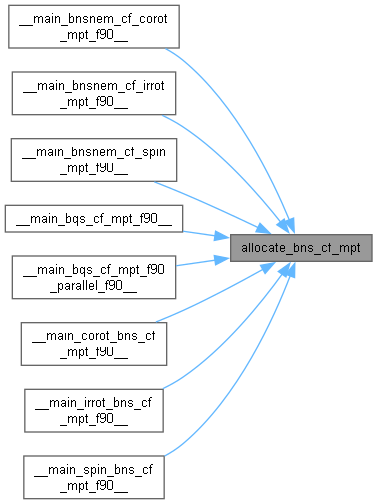 __main_bnsnem_cf_corot
_mpt_f90__
__main_bnsnem_cf_irrot
_mpt_f90__
__main_bnsnem_cf_spin
_mpt_f90__
__main_bqs_cf_mpt_f90__
allocate_bns_cf_mpt
__main_bqs_cf_mpt_f90
_parallel_f90__
__main_corot_bns_cf
_mpt_f90__
__main_irrot_bns_cf
_mpt_f90__
__main_spin_bns_cf
_mpt_f90__